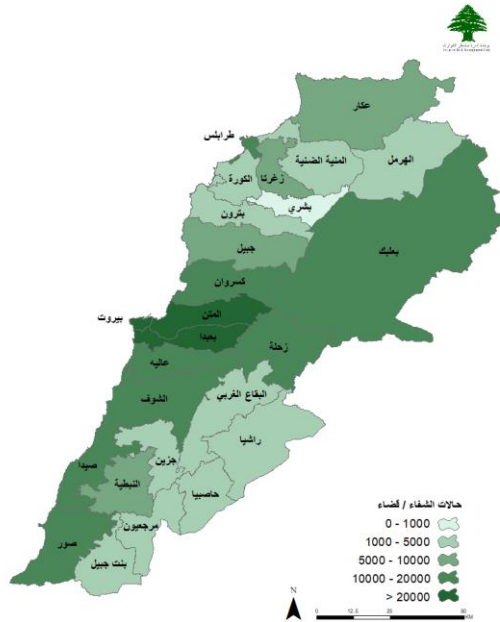 عكار
طرابلس
الهرمل
المنية الضنية
زغرتا
الكورة
بشري
بترون
بعلبك
جبيل
كسروان
المتن
بيروت
بعبدا
زحلة
عاليه
البقاع الغربي
الشوف
راشيا
جزين
صيدا
النبطية
حاصبيا
مرجعيون
صور
بنت جبيل
حالات الشفاء / قضاء
0 - 1000
1000 - 5000
5000 - 10000
10000 - 20000
> 20000
N
0 12.5 25 50
KM